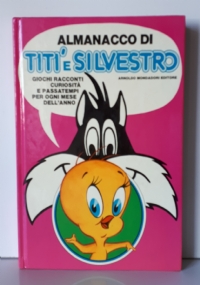 ALMANACCO DI
TITI' E SILVESTRO
GIOCHI RACCONTI
CURIOSITÀ
E PASSATEMPI
PER OGNI MESE
DELL'ANNO
ARNOLDO MONDADORI EDITORE